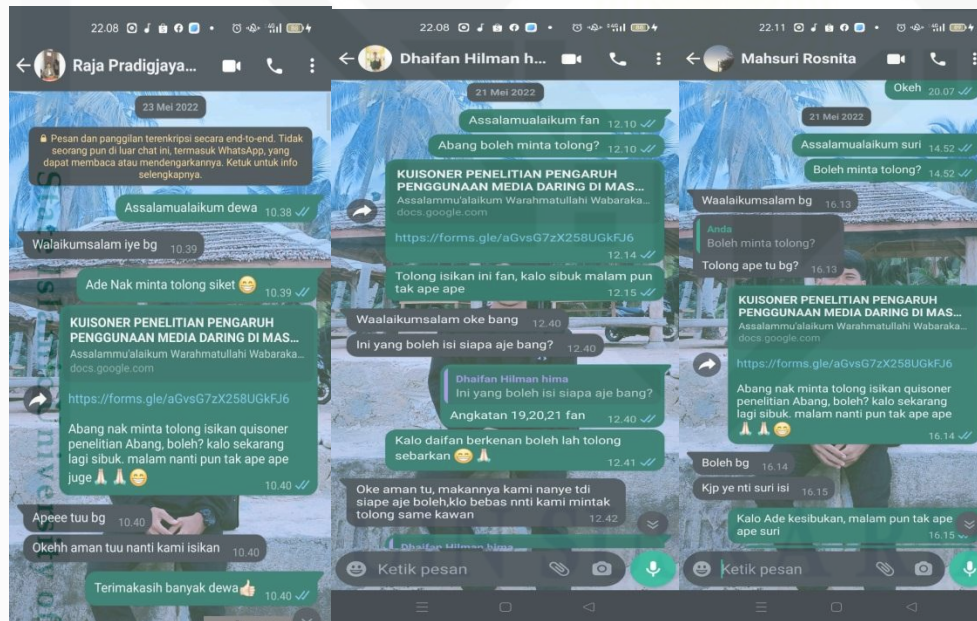 22.08
Raja Pradigjaya...
23 Mei 2022
Pesan dan panggilan terenkripsi secara end-to-end. Tidak
seorang pun di luar chat ini, termasuk WhatsApp, yang
dapat membaca atau mendengarkannya. Ketuk untuk info
selengkapnya.
Assalamualaikum dewa 10.38
Walaikumsalam iye bg 10.39
Ade Nak minta tolong siket 😁 10.39
KUISONER PENELITIAN PENGARUH
PENGGUNAAN MEDIA DARING DI MAS...
Assalammu'alaikum Warahmatullahi Wabaraka...
docs.google.com
https://forms.gle/aGvsG7zX258UGkFJ6
Abang nak minta tolong isikan quisoner
penelitian Abang, boleh? kalo sekarang
lagi sibuk. malam nanti pun tak ape ape
juge 🙏🏻🙏🏻😁 10.40
Apeee tuu bg 10.40
Okehh aman tuu nanti kami isikan 10.40
Terimakasih banyak dewa👍🏻 10.40
22.08
Dhaifan Hilman h...
21 Mei 2022
Assalamualaikum fan 12.10
Abang boleh minta tolong? 12.10
KUISONER PENELITIAN PENGARUH
PENGGUNAAN MEDIA DARING DI MAS...
Assalammu'alaikum Warahmatullahi Wabaraka...
docs.google.com
https://forms.gle/aGvsG7zX258UGkFJ6
12.14
Tolong isikan ini fan, kalo sibuk malam pun
tak ape ape 12.15
Waalaikumsalam oke bang 12.40
Ini yang boleh isi siapa aje bang? 12.40
Dhaifan Hilman hima
Ini yang boleh isi siapa aje bang?
Angkatan 19,20,21 fan 12.40
Kalo daifan berkenan boleh lah tolong
sebarkan 😁🙏🏻 12.41
Oke aman tu, makannya kami nanye tdi
siape aje boleh,klo bebas nnti kami mintak
tolong same kawan 12.42
Dhaifan Hilman hima
Ketik pesan
22.11
Mahsuri Rosnita
Okeh 20.07
21 Mei 2022
Assalamualaikum suri 14.52
Boleh minta tolong? 14.52
Waalaikumsalam bg 16.13
Anda
Boleh minta tolong?
Tolong ape tu bg? 16.13
KUISONER PENELITIAN PENGARUH
PENGGUNAAN MEDIA DARING DI MAS...
Assalammu'alaikum Warahmatullahi Wabaraka...
docs.google.com
https://forms.gle/aGvsG7zX258UGkFJ6
Abang nak minta tolong isikan quisoner
penelitian Abang, boleh? kalo sekarang
lagi sibuk. malam nanti pun tak ape ape
🙏🏻🙏🏻😁 16.14
Boleh bg 16.14
Kjp ye nti suri isi 16.15
Kalo Ade kesibukan, malam pun tak ape
ape suri 16.15
Ketik pesan